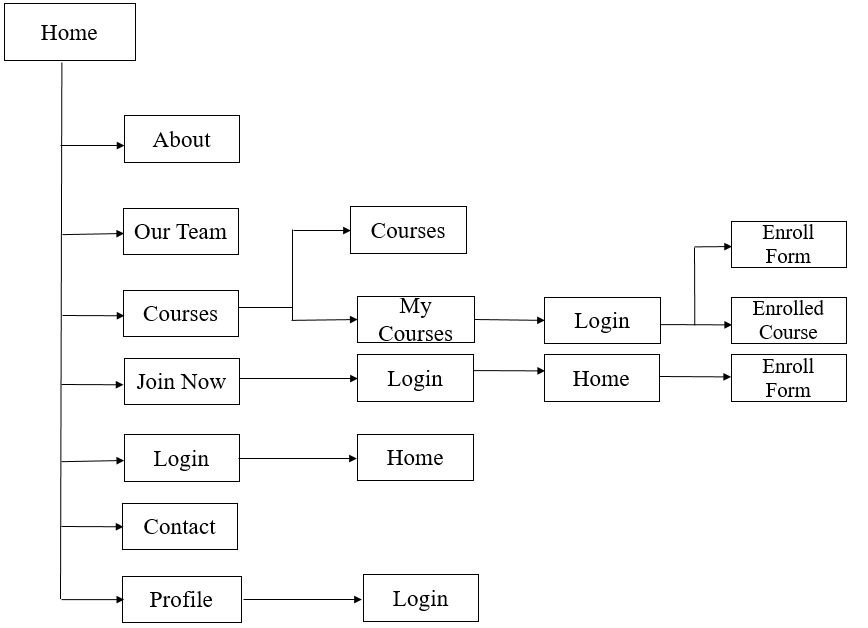 Home
About
Our Team
Courses
Enroll
Form
Courses
My
Courses
Login
Enrolled
Course
Join Now
Login
Home
Enroll
Form
Login
Home
Contact
Profile
Login